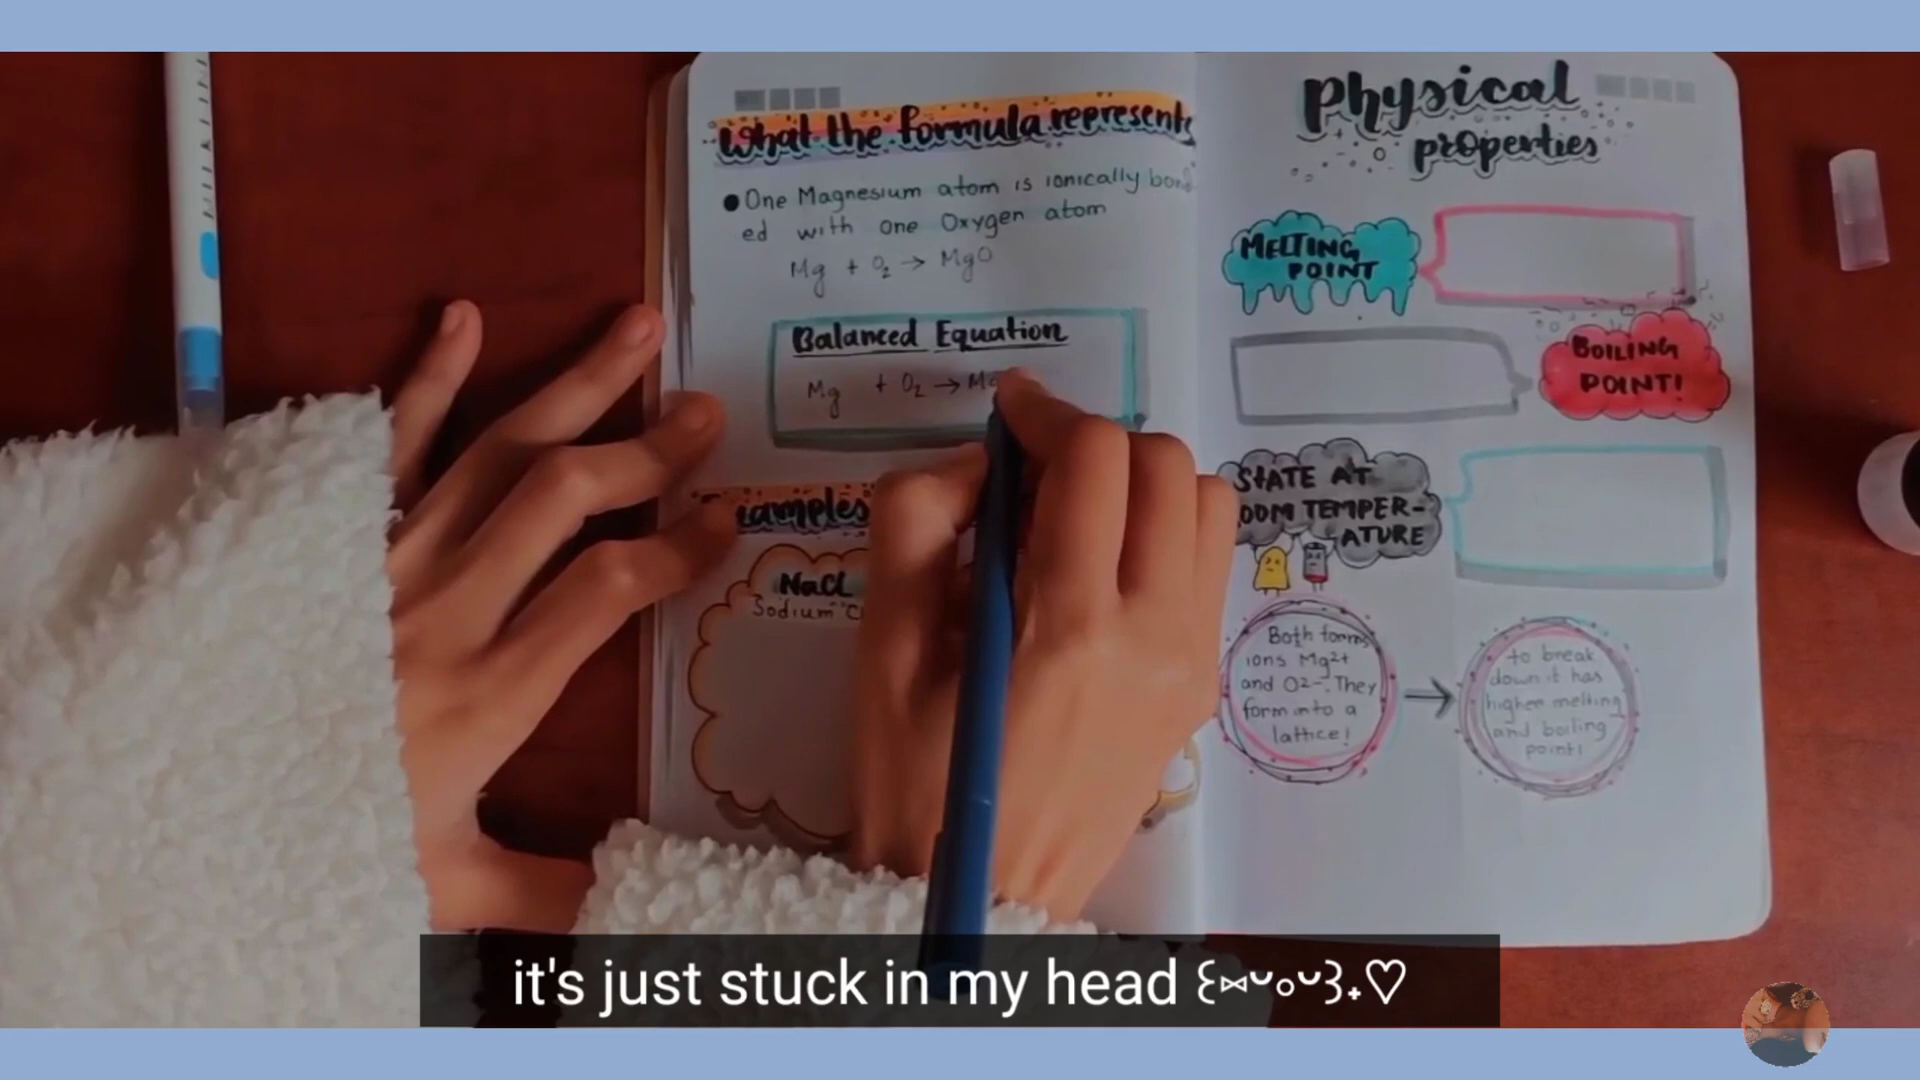 What the formula represents
One Magnesium atom is ionically bond
ed with one Oxygen atom
Mg + O₂ → MgO
Balanced Equation
Mg + O₂ → Mg
NaCl
Sodium
Physical
properties
MELTING
POINT
BOILING
POINT!
STATE AT
TEMPER-
ATURE
Both forms
ions Mg2+
and O2-. They
form into a
lattice!
to break
down it has
higher melting
and boiling
point!
it's just stuck in my head ꒰⑅ᵕ༚ᵕ꒱˖♡